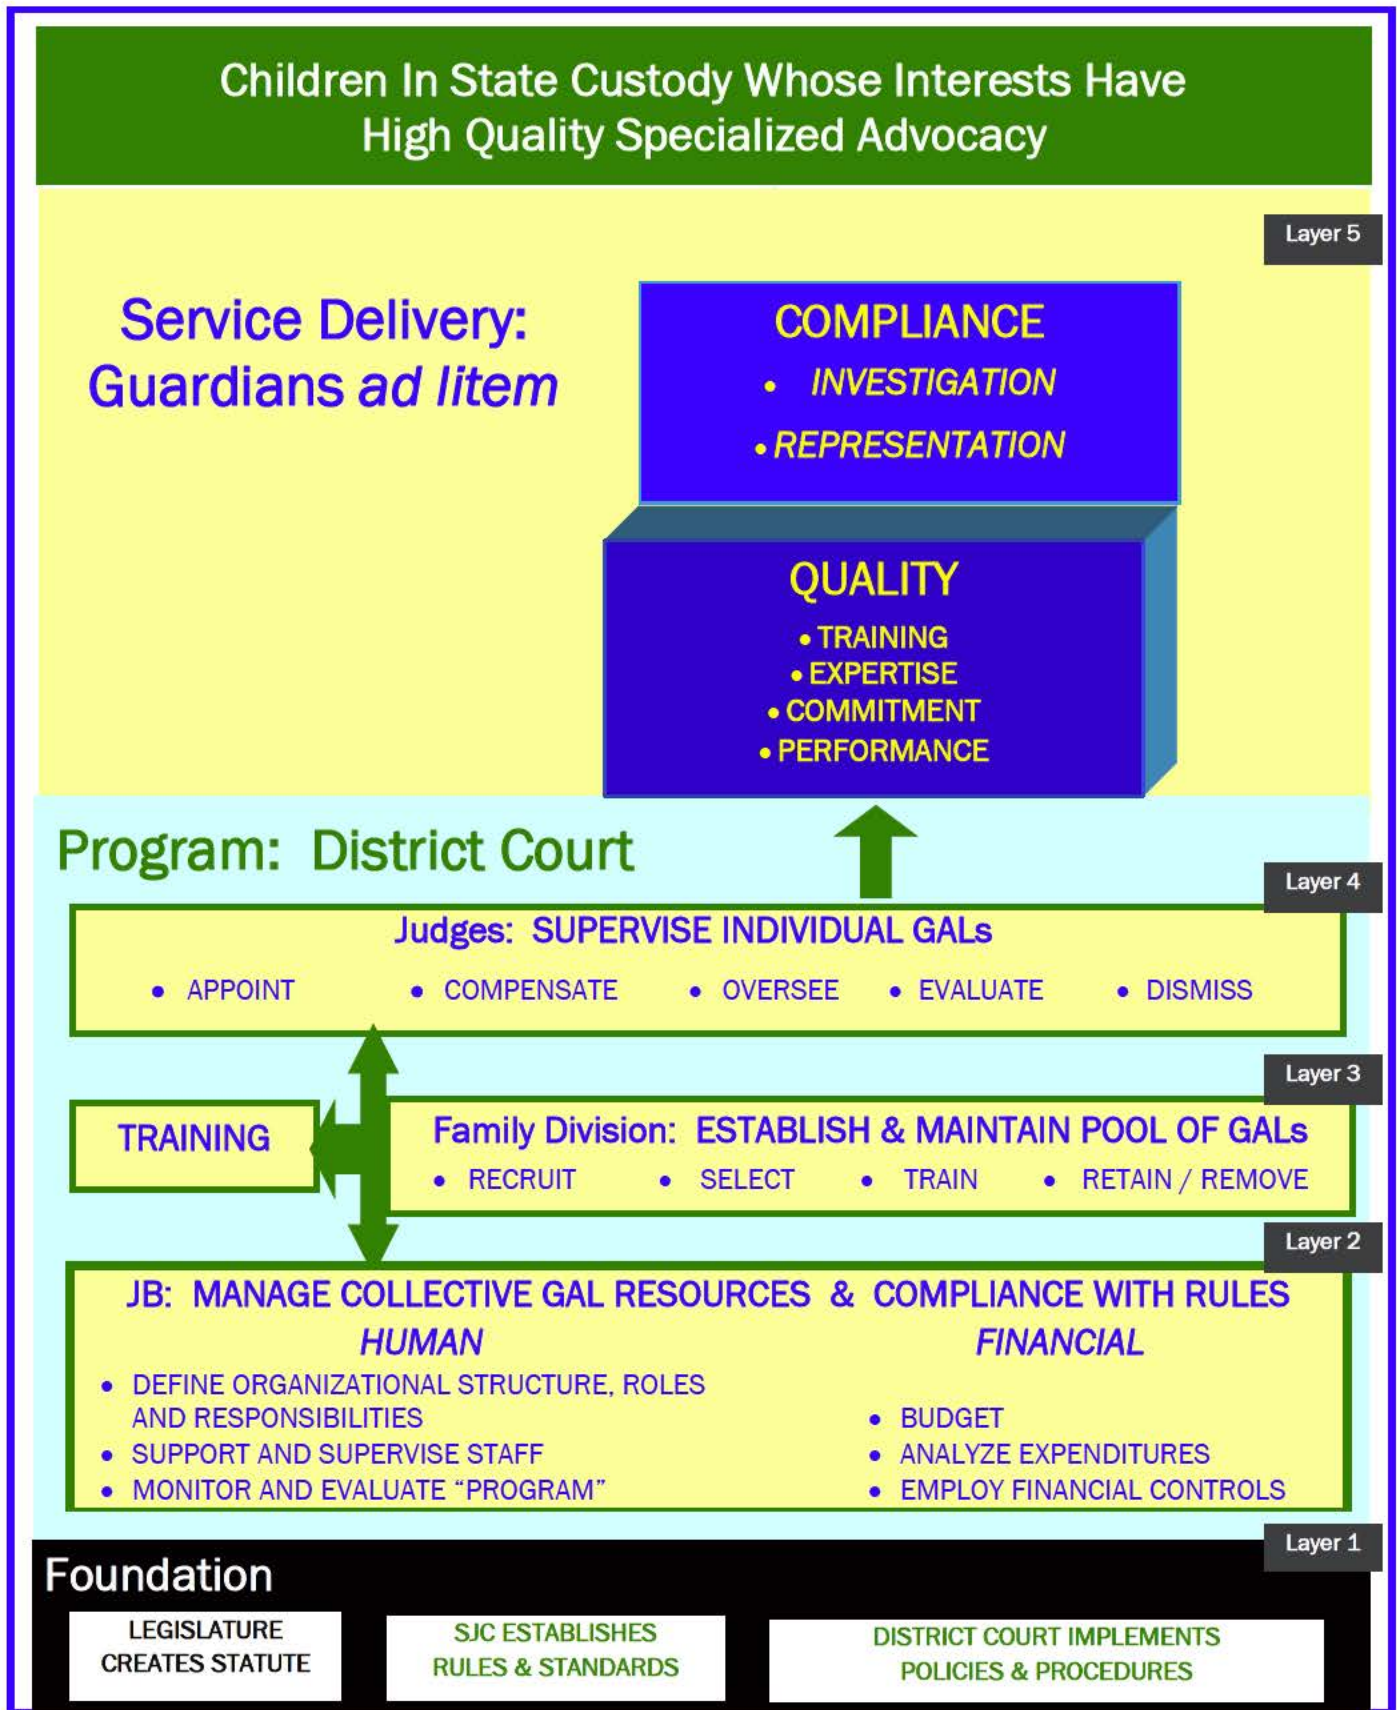 Children In State Custody Whose Interests Have
High Quality Specialized Advocacy
Layer 5
Service Delivery:
Guardians ad litem
COMPLIANCE
• INVESTIGATION
• REPRESENTATION
QUALITY
• TRAINING
• EXPERTISE
• COMMITMENT
• PERFORMANCE
Program: District Court
Layer 4
Judges: SUPERVISE INDIVIDUAL GALs
• APPOINT • COMPENSATE • OVERSEE • EVALUATE • DISMISS
Layer 3
TRAINING
Family Division: ESTABLISH & MAINTAIN POOL OF GALs
• RECRUIT • SELECT • TRAIN • RETAIN / REMOVE
Layer 2
JB: MANAGE COLLECTIVE GAL RESOURCES & COMPLIANCE WITH RULES
HUMAN
• DEFINE ORGANIZATIONAL STRUCTURE, ROLES
AND RESPONSIBILITIES
• SUPPORT AND SUPERVISE STAFF
• MONITOR AND EVALUATE “PROGRAM”
FINANCIAL
• BUDGET
• ANALYZE EXPENDITURES
• EMPLOY FINANCIAL CONTROLS
Layer 1
Foundation
LEGISLATURE
CREATES STATUTE
SJC ESTABLISHES
RULES & STANDARDS
DISTRICT COURT IMPLEMENTS
POLICIES & PROCEDURES